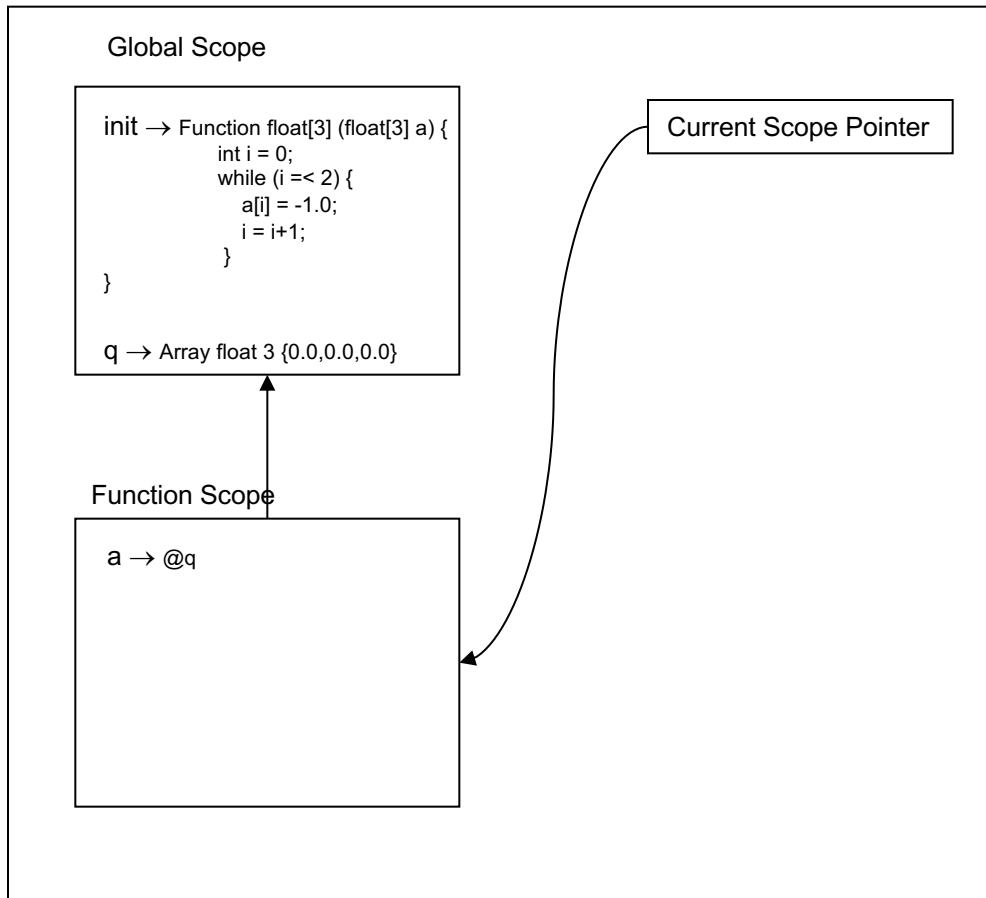 Global Scope
init → Function float[3] (float[3] a) {
int i = 0;
while (i =< 2) {
a[i] = -1.0;
i = i+1;
}
}
q → Array float 3 {0.0,0.0,0.0}
Current Scope Pointer
Function Scope
a → @q